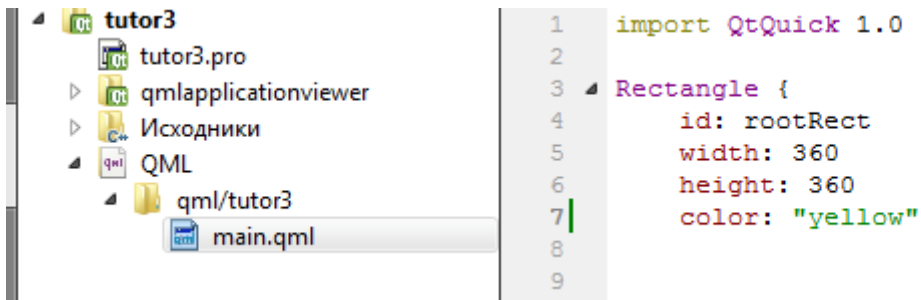 tutor3
tutor3.pro
qmlapplicationviewer
Исходники
QML
qml/tutor3
main.qml
1 import QtQuick 1.0
2
3 Rectangle {
4 id: rootRect
5 width: 360
6 height: 360
7 color: "yellow"
8
9